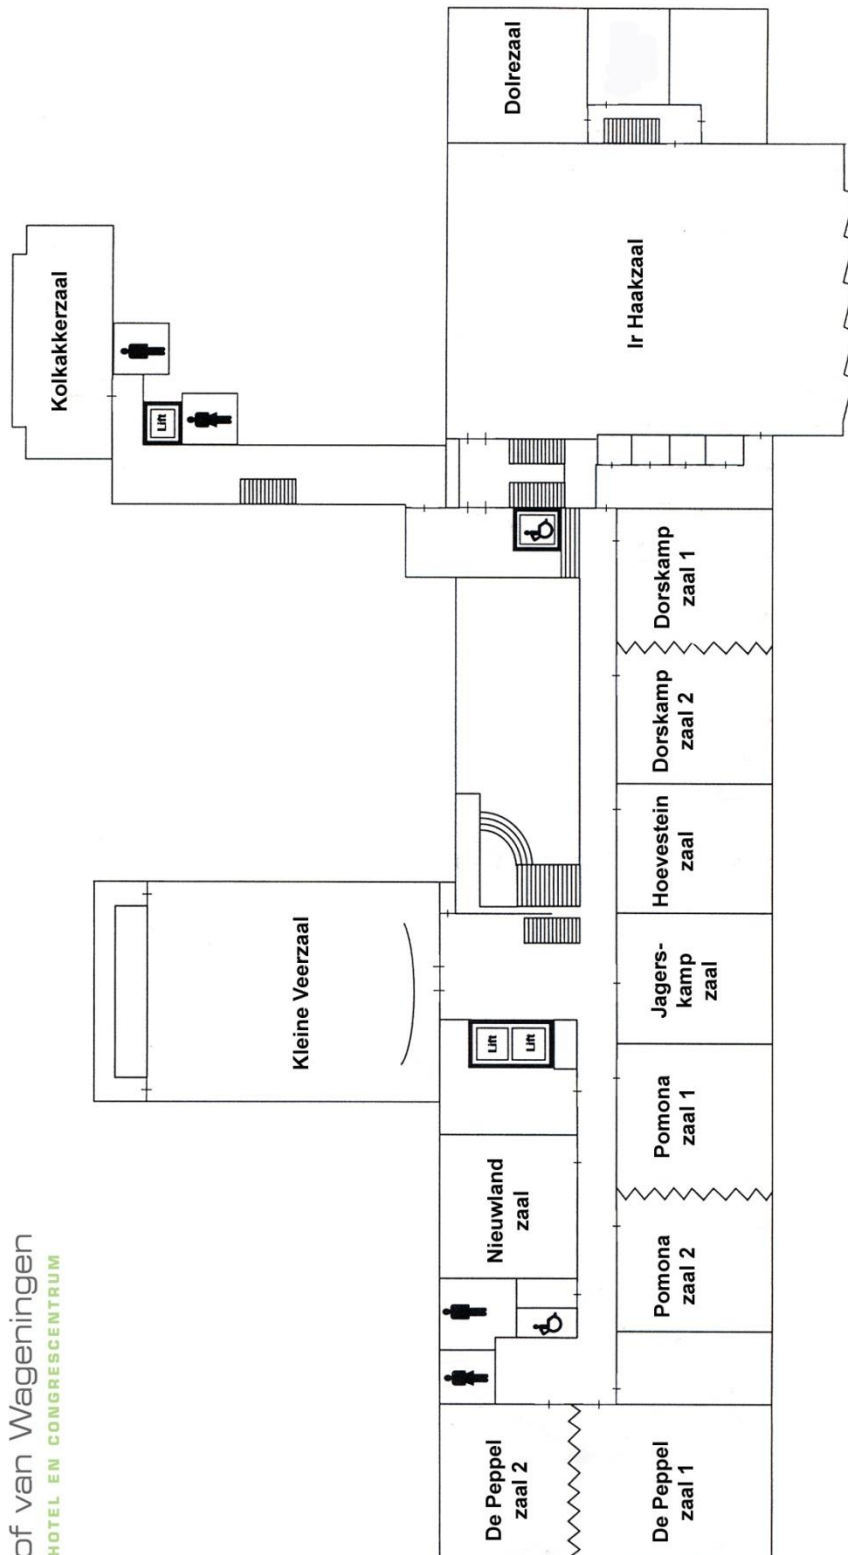 of van Wageningen
HOTEL EN CONGRESCENTRUM
De Peppel
zaal 2
De Peppel
zaal 1
Nieuwland
zaal
Pomona
zaal 2
Pomona
zaal 1
Lift
Lift
Kleine Veerzaal
Jagers-
kamp
zaal
Hoevestein
zaal
Dorskamp
zaal 2
Dorskamp
zaal 1
Kolkakkerzaal
Lift
Ir Haakzaal
Dolrezaal